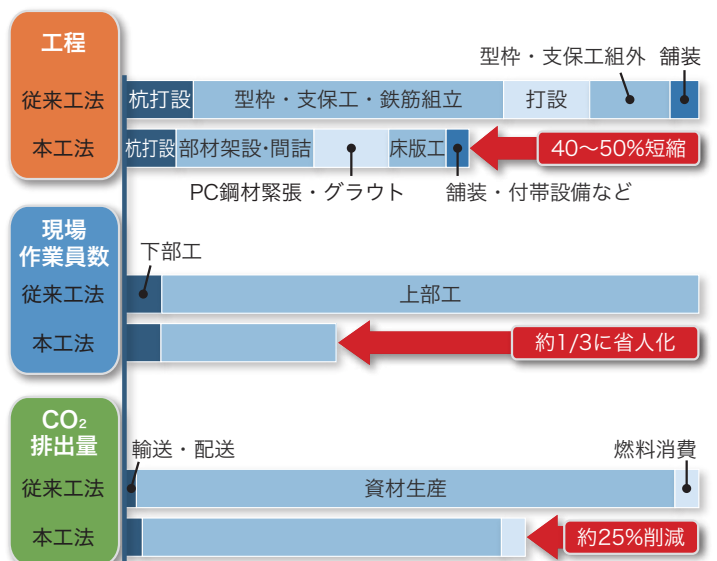 工程
型枠・支保工組外 舗装
従来工法 杭打設 型枠・支保工・鉄筋組立 打設
本工法 杭打設 部材架設・間詰 床版工 40〜50%短縮
PC鋼材緊張・グラウト 舗装・付帯設備など
現場
作業員数
下部工
従来工法 上部工
本工法 約1/3に省人化
CO₂
排出量
輸送・配送 燃料消費
従来工法 資材生産
本工法 約25%削減